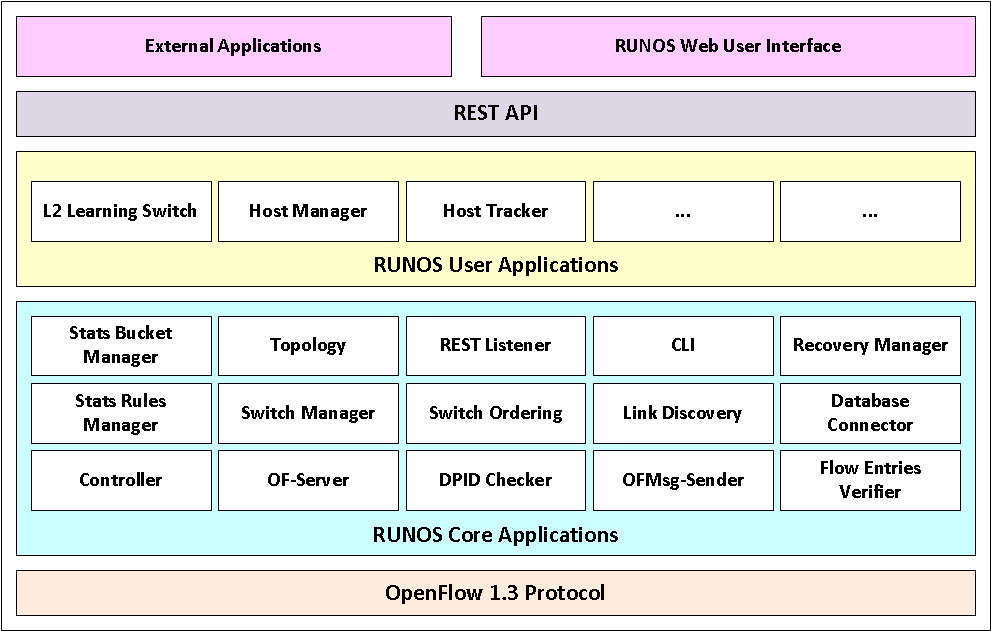 External Applications
RUNOS Web User Interface
REST API
L2 Learning Switch
Host Manager
Host Tracker
...
...
RUNOS User Applications
Stats Bucket
Manager
Topology
REST Listener
CLI
Recovery Manager
Stats Rules
Manager
Switch Manager
Switch Ordering
Link Discovery
Database
Connector
Controller
OF-Server
DPID Checker
OFMsg-Sender
Flow Entries
Verifier
RUNOS Core Applications
OpenFlow 1.3 Protocol